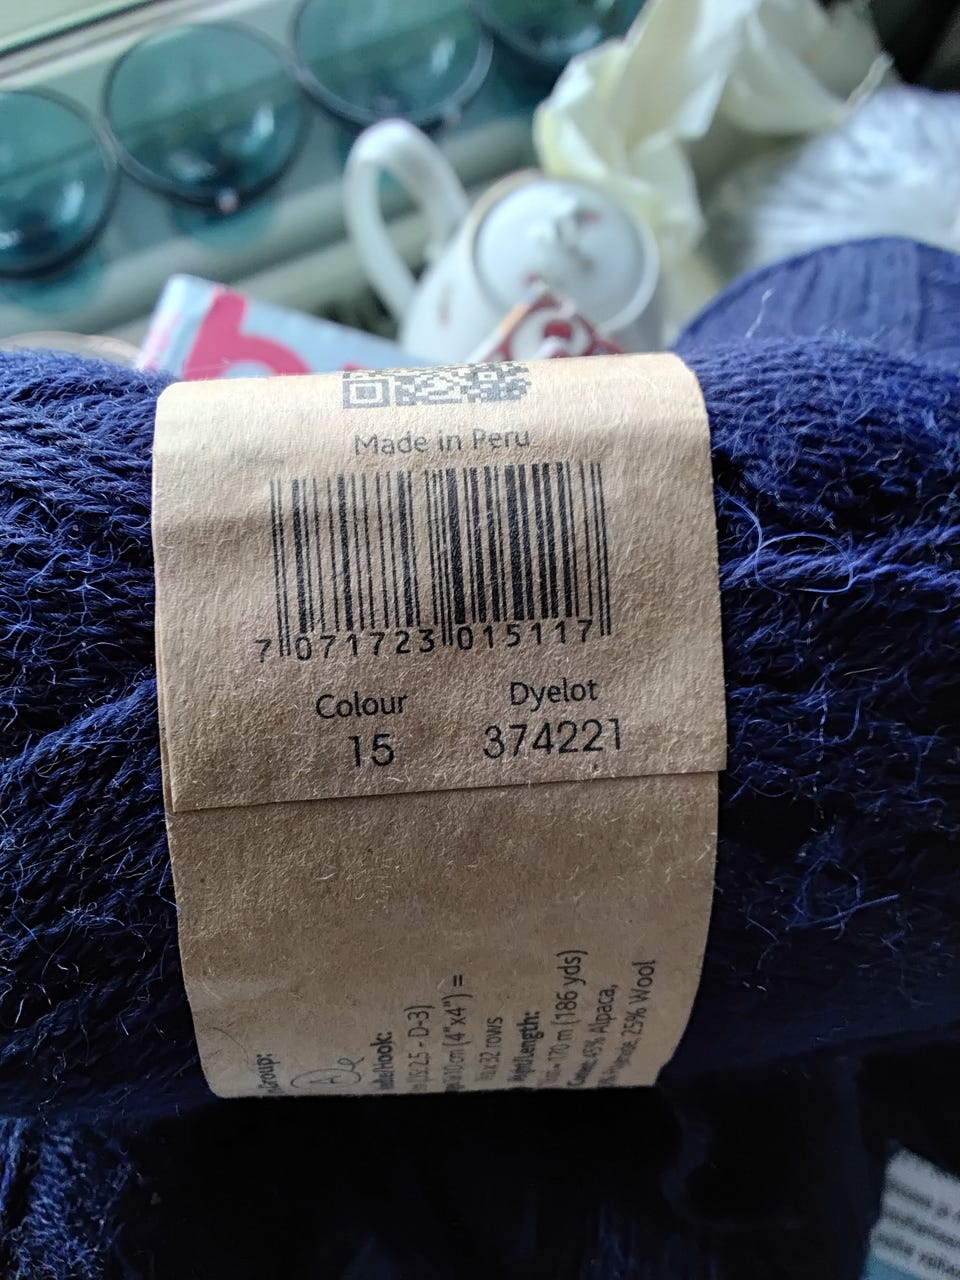 Made in Peru
7 071723 015117
Colour
15
Dyelot
374221
Group:
A
Needle/Hook:
(US 2.5 - D-3)
10 cm (4"x4") =
x 32 rows
length:
= 170 m (186 yds)
45% Alpaca,
25% Wool